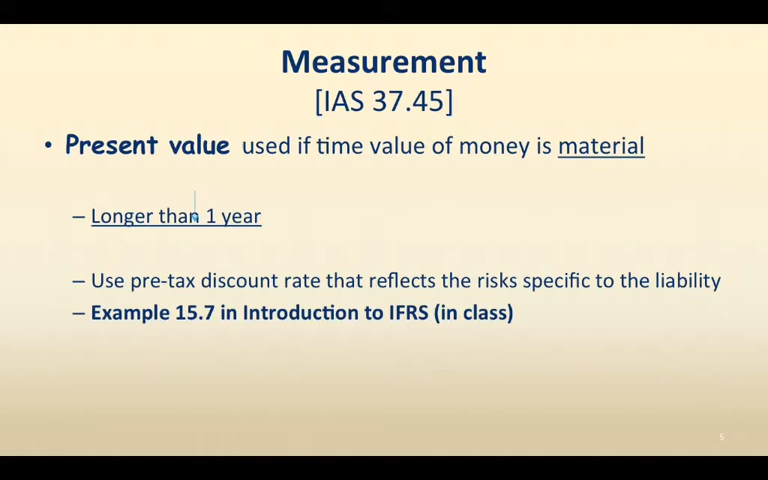 Measurement
[IAS 37.45]
• Present value used if time value of money is material
– Longer than 1 year
– Use pre-tax discount rate that reflects the risks specific to the liability
– Example 15.7 in Introduction to IFRS (in class)
5